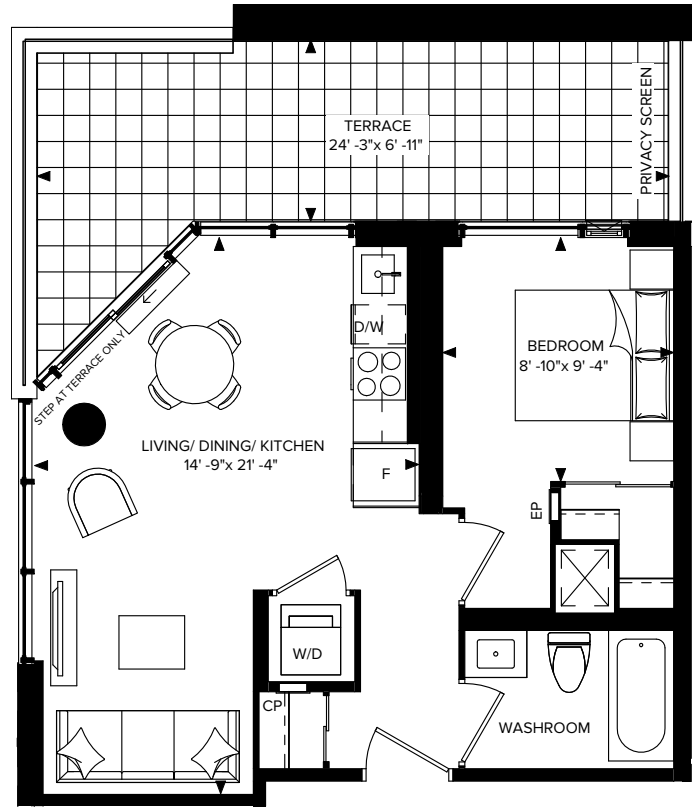 TERRACE
24' -3"x 6' -11"
PRIVACY SCREEN
D/W
BEDROOM
8' -10"x 9' -4"
STEP AT TERRACE ONLY
LIVING/ DINING/ KITCHEN
14' -9"x 21' -4"
F
EP
W/D
CP
WASHROOM